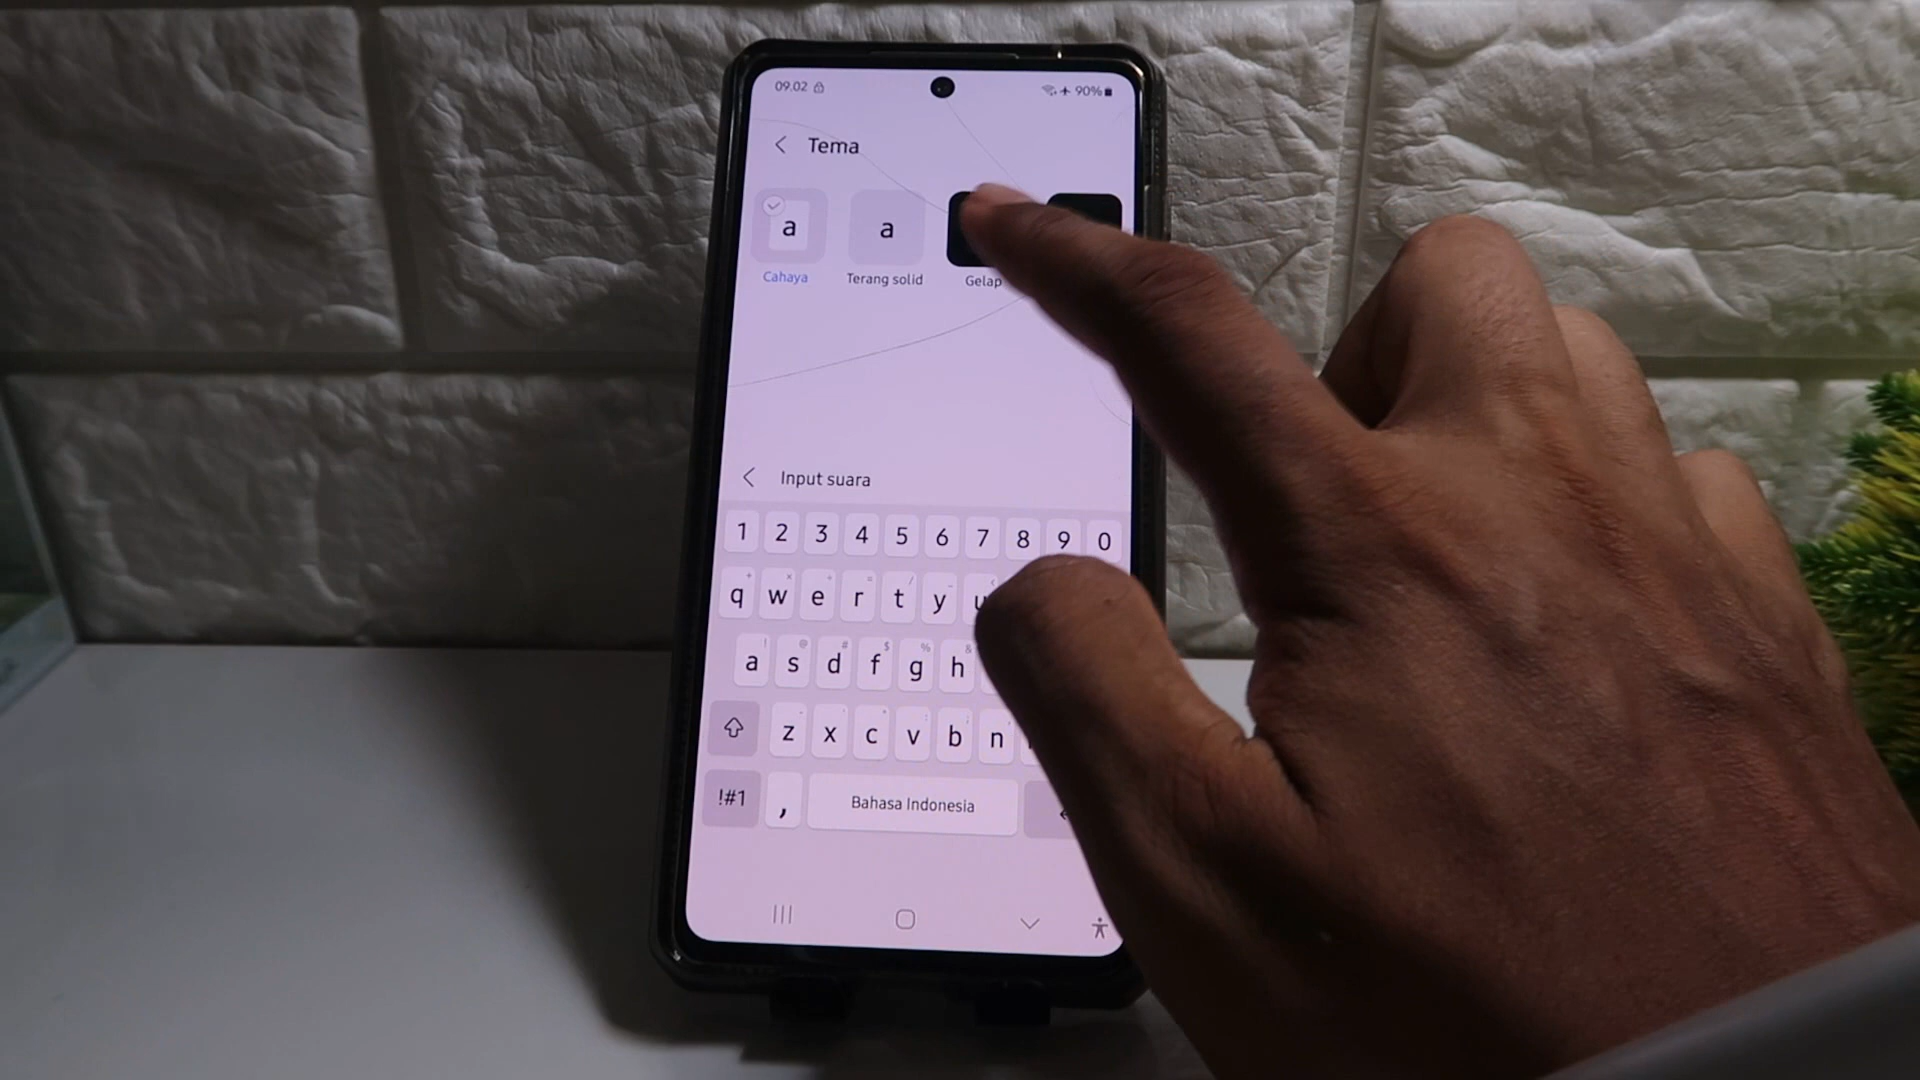 09.02 90%
Tema
a a
Cahaya Terang solid Gelap
Input suara
1 2 3 4 5 6 7 8 9 0
q w e r t y u
a s d f g h
z x c v b n
!#1 , Bahasa Indonesia